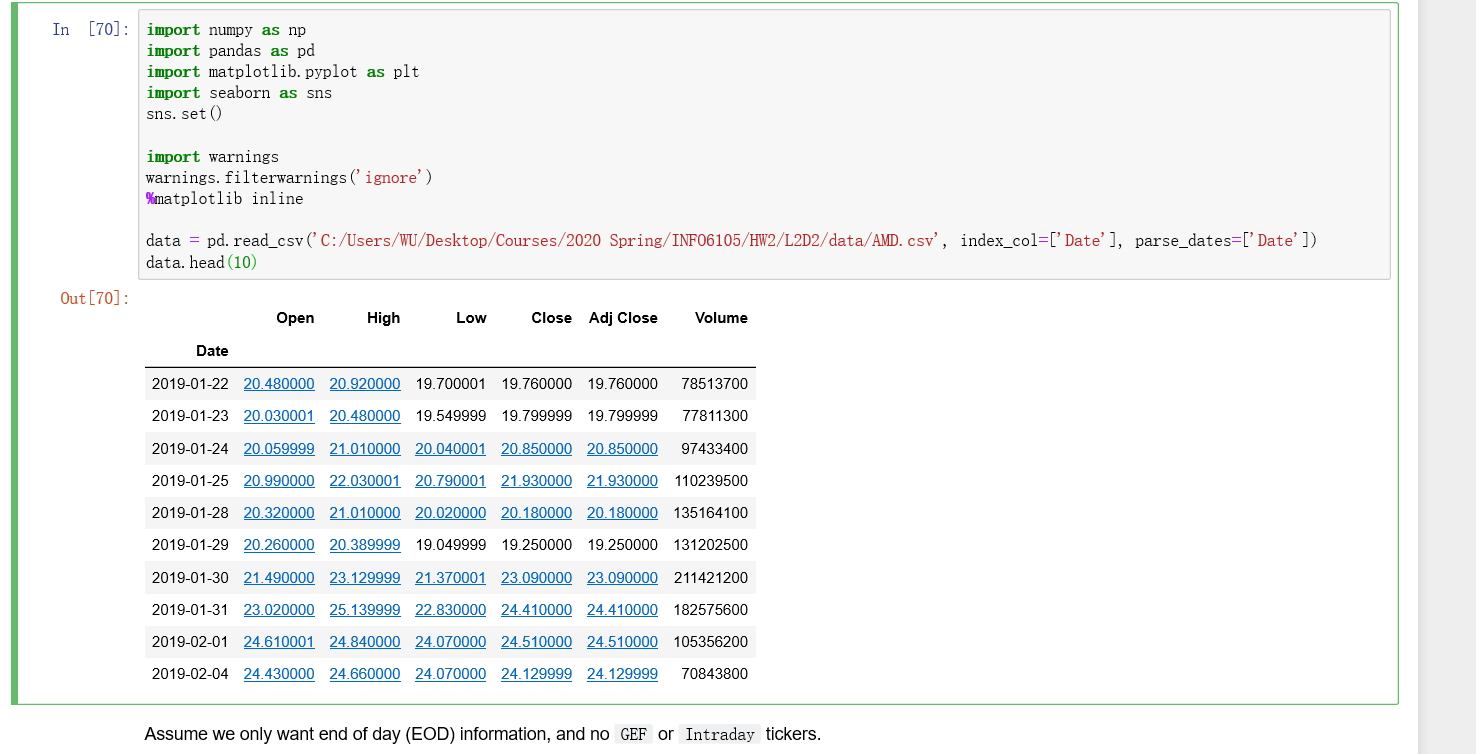 In [70]: import numpy as np
import pandas as pd
import matplotlib.pyplot as plt
import seaborn as sns
sns.set()
import warnings
warnings.filterwarnings('ignore')
%matplotlib inline
data = pd.read_csv('C:/Users/WU/Desktop/Courses/2020 Spring/INFO6105/HW2/L2D2/data/AMD.csv', index_col=['Date'], parse_dates=['Date'])
data.head(10)
Out[70]:
Open High Low Close Adj Close Volume
Date
2019-01-22 20.480000 20.920000 19.700001 19.760000 19.760000 78513700
2019-01-23 20.030001 20.480000 19.549999 19.799999 19.799999 77811300
2019-01-24 20.059999 21.010000 20.040001 20.850000 20.850000 97433400
2019-01-25 20.990000 22.030001 20.790001 21.930000 21.930000 110239500
2019-01-28 20.320000 21.010000 20.020000 20.180000 20.180000 135164100
2019-01-29 20.260000 20.389999 19.049999 19.250000 19.250000 131202500
2019-01-30 21.490000 23.129999 21.370001 23.090000 23.090000 211421200
2019-01-31 23.020000 25.139999 22.830000 24.410000 24.410000 182575600
2019-02-01 24.610001 24.840000 24.070000 24.510000 24.510000 105356200
2019-02-04 24.430000 24.660000 24.070000 24.129999 24.129999 70843800
Assume we only want end of day (EOD) information, and no GEF or Intraday tickers.